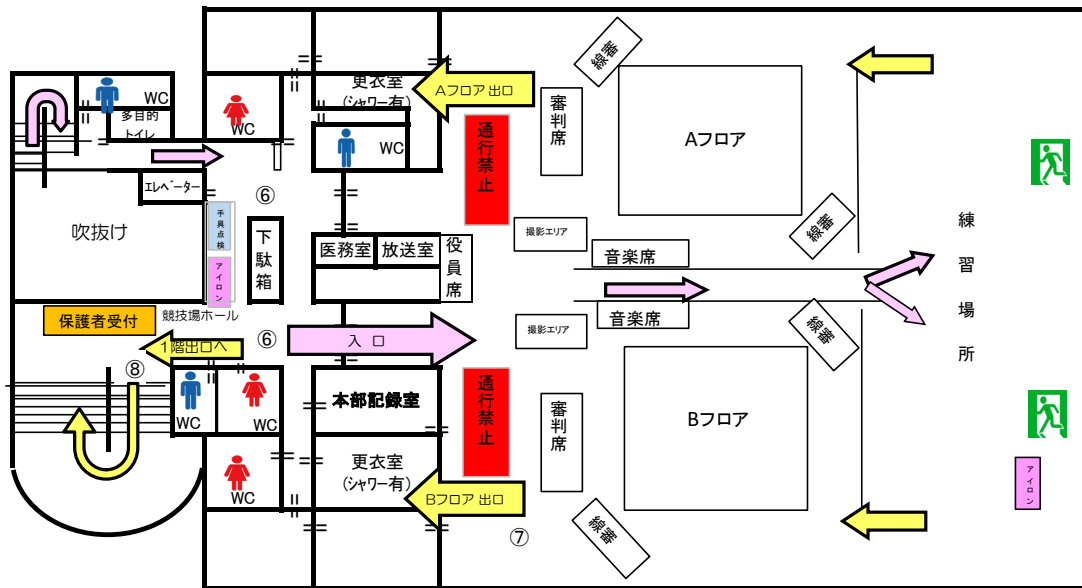 線審
更衣室
(シャワー有)
Aフロア 出口
WC
多目的
トイレ
WC
WC
審判席
通行禁止
Aフロア
エレベーター
⑥
手具点検
吹抜け
下駄箱
医務室
放送室
役員席
撮影エリア
音楽席
線審
練習場所
アイロン
保護者受付
競技場ホール
⑥
入 口
撮影エリア
音楽席
線審
1階出口へ
⑧
WC
WC
本部記録室
通行禁止
審判席
Bフロア
WC
更衣室
(シャワー有)
Bフロア 出口
アイロン
⑦
線審